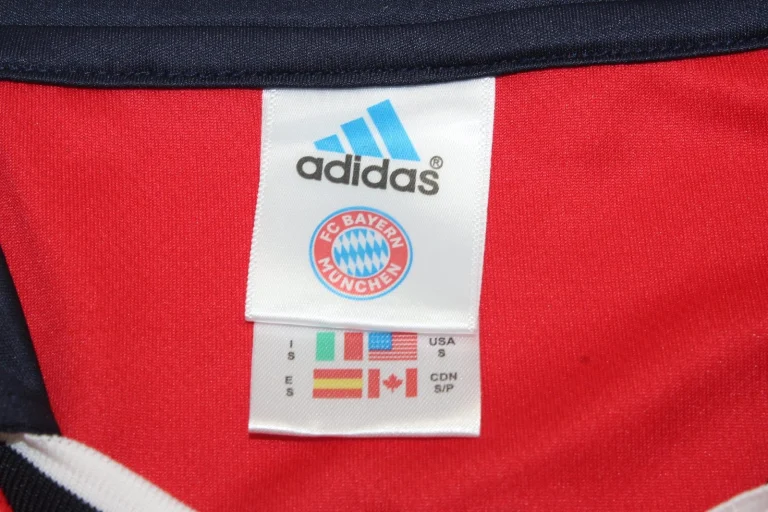 adidas®
FC BAYERN
MÜNCHEN
I
S
USA
S
E
S
CDN
S/P